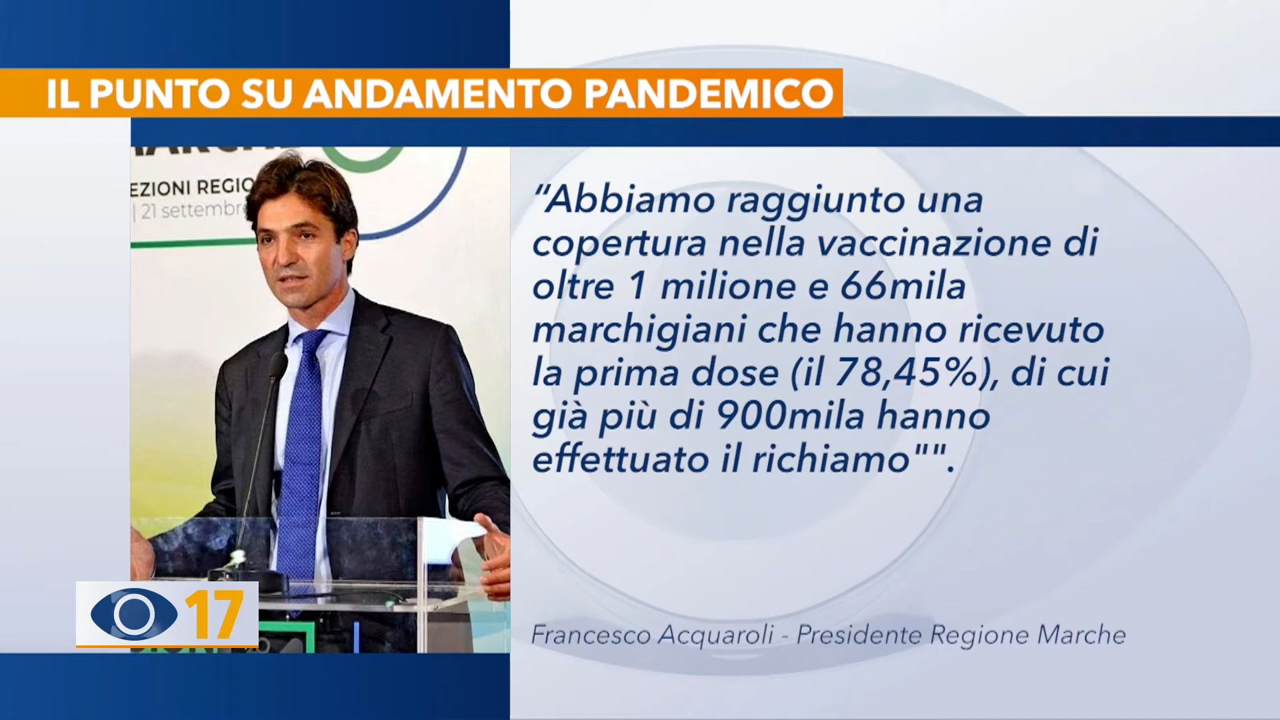 IL PUNTO SU ANDAMENTO PANDEMICO
EZIONI REGIO
| 21 settembre
“Abbiamo raggiunto una
copertura nella vaccinazione di
oltre 1 milione e 66mila
marchigiani che hanno ricevuto
la prima dose (il 78,45%), di cui
già più di 900mila hanno
effettuato il richiamo"".
17
Francesco Acquaroli - Presidente Regione Marche